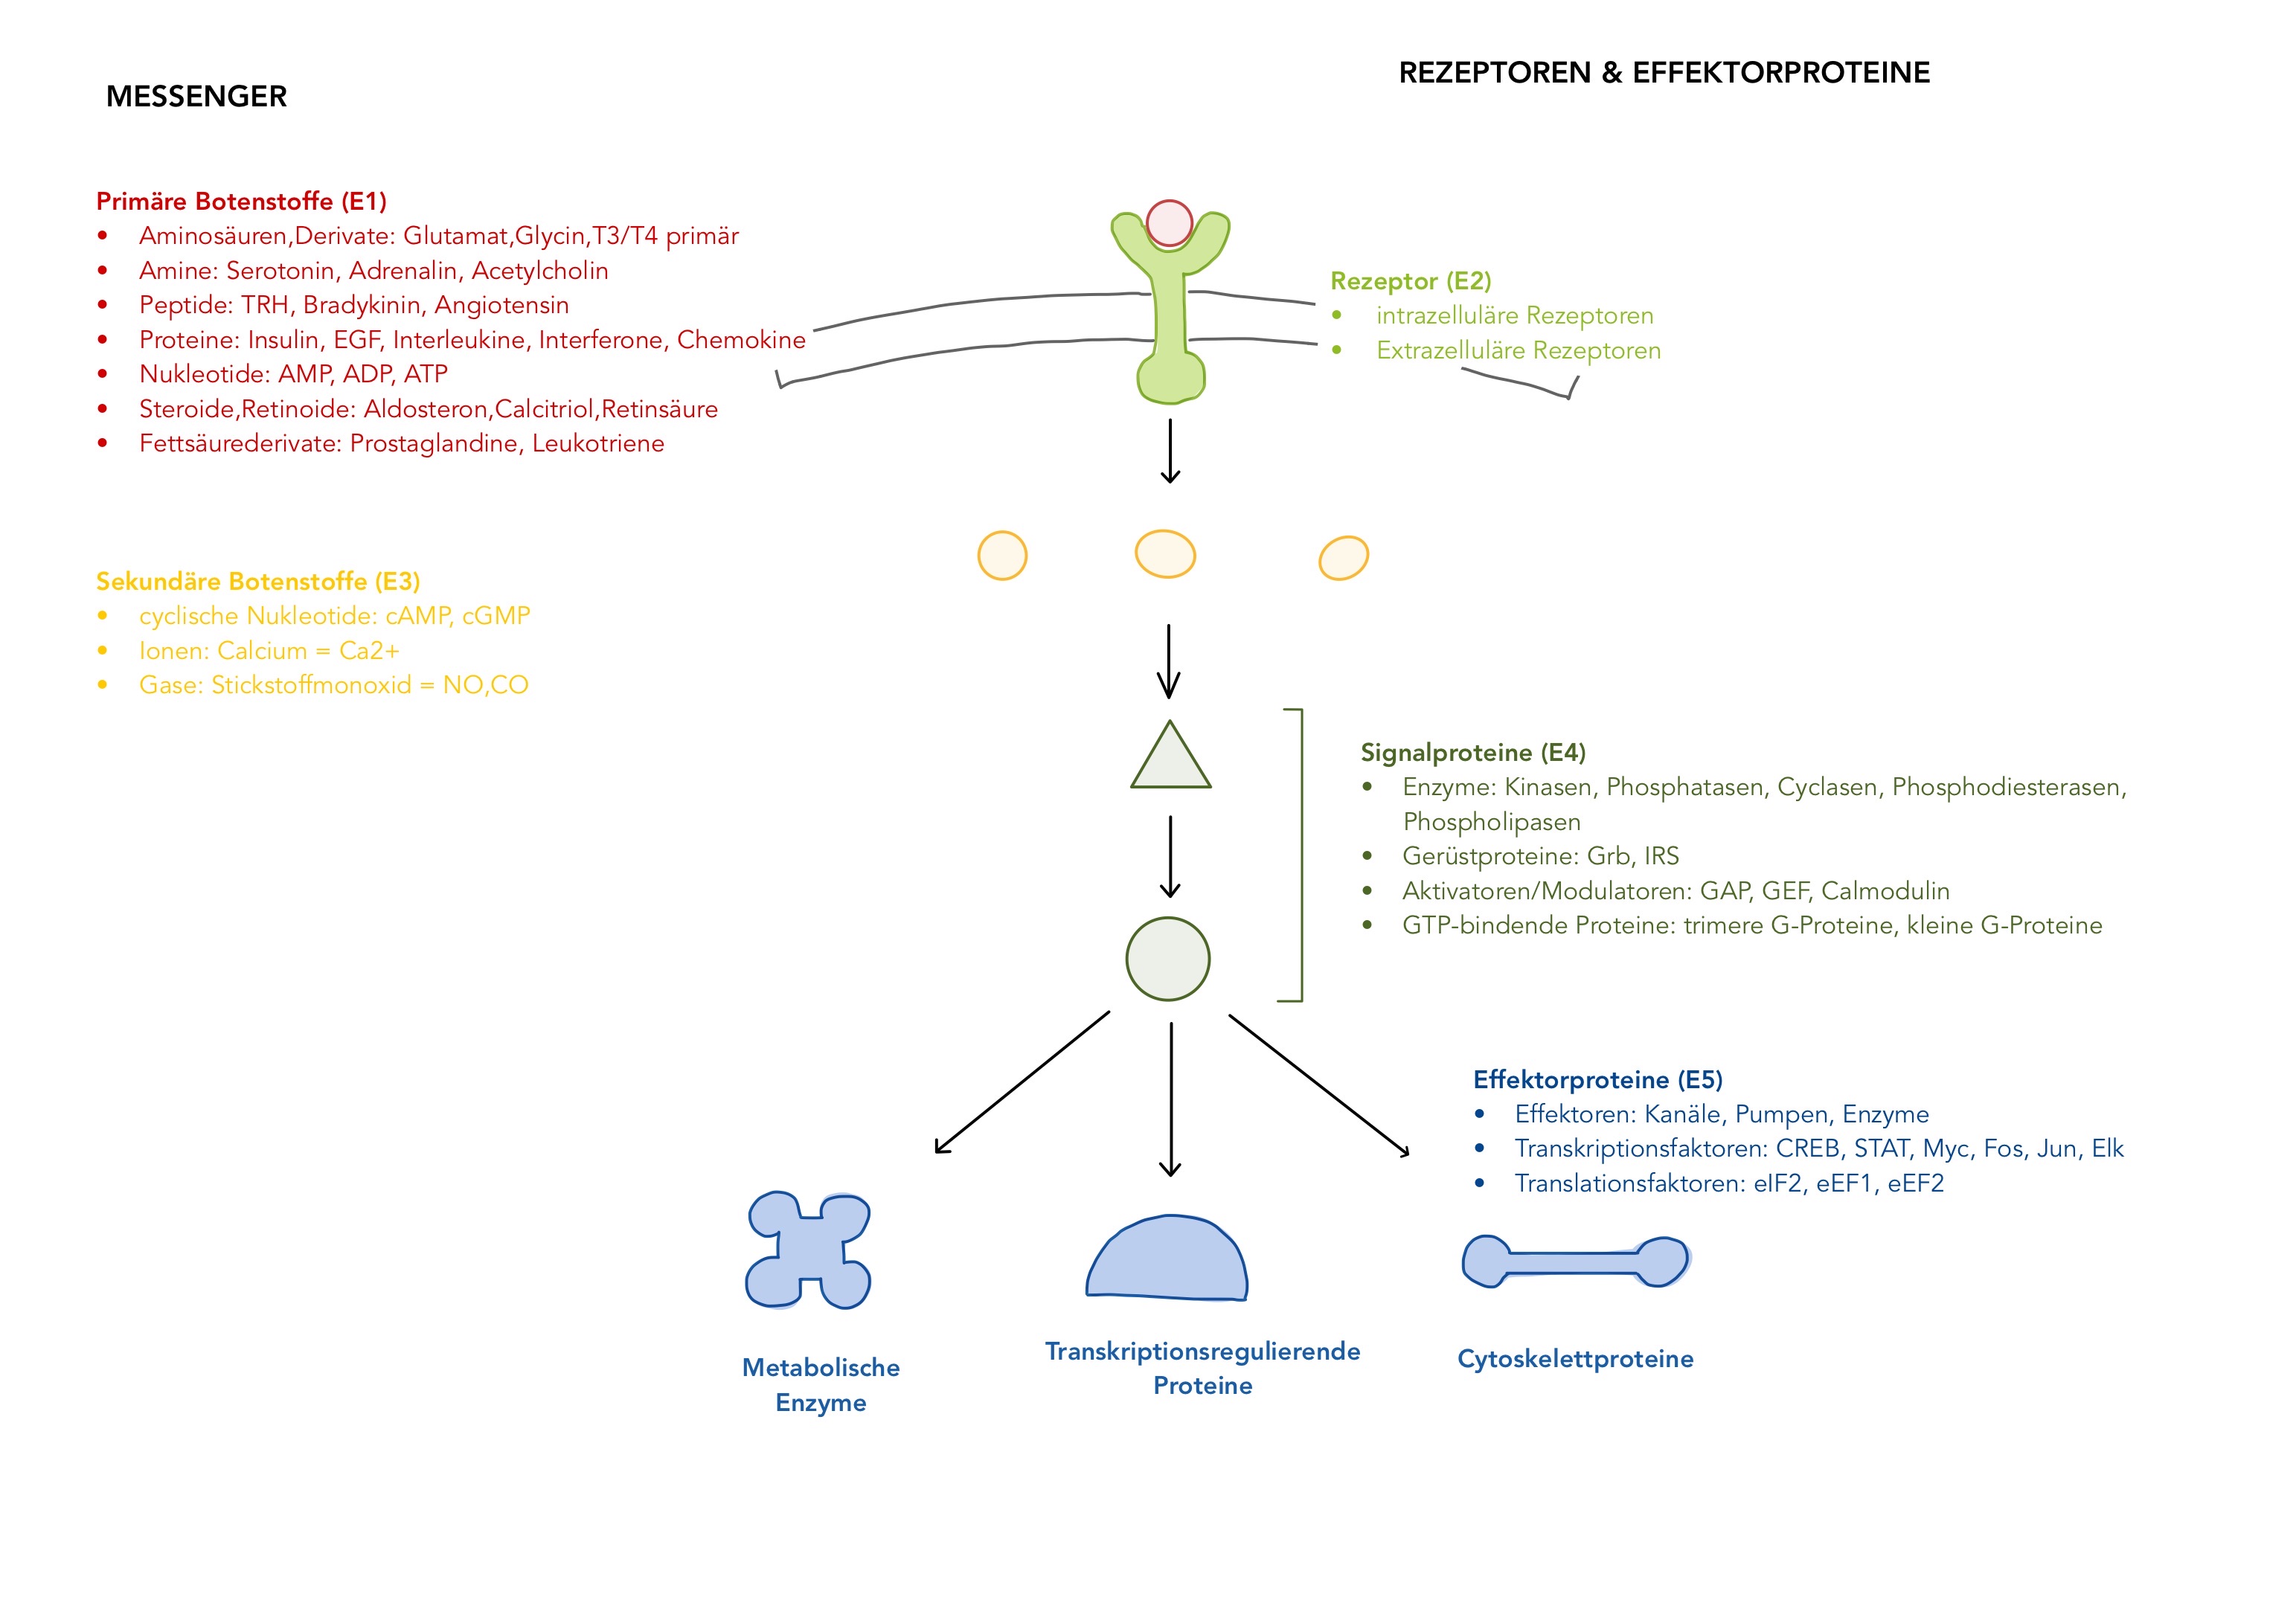 MESSENGER
REZEPTOREN & EFFEKTORPROTEINE
Primäre Botenstoffe (E1)
• Aminosäuren,Derivate: Glutamat,Glycin,T3/T4 primär
• Amine: Serotonin, Adrenalin, Acetylcholin
• Peptide: TRH, Bradykinin, Angiotensin
• Proteine: Insulin, EGF, Interleukine, Interferone, Chemokine
• Nukleotide: AMP, ADP, ATP
• Steroide,Retinoide: Aldosteron,Calcitriol,Retinsäure
• Fettsäurederivate: Prostaglandine, Leukotriene
Rezeptor (E2)
• intrazelluläre Rezeptoren
• Extrazelluläre Rezeptoren
Sekundäre Botenstoffe (E3)
• cyclische Nukleotide: cAMP, cGMP
• Ionen: Calcium = Ca2+
• Gase: Stickstoffmonoxid = NO,CO
Signalproteine (E4)
• Enzyme: Kinasen, Phosphatasen, Cyclasen, Phosphodiesterasen,
Phospholipasen
• Gerüstproteine: Grb, IRS
• Aktivatoren/Modulatoren: GAP, GEF, Calmodulin
• GTP-bindende Proteine: trimere G-Proteine, kleine G-Proteine
Effektorproteine (E5)
• Effektoren: Kanäle, Pumpen, Enzyme
• Transkriptionsfaktoren: CREB, STAT, Myc, Fos, Jun, Elk
• Translationsfaktoren: eIF2, eEF1, eEF2
Metabolische
Enzyme
Transkriptionsregulierende
Proteine
Cytoskelettproteine